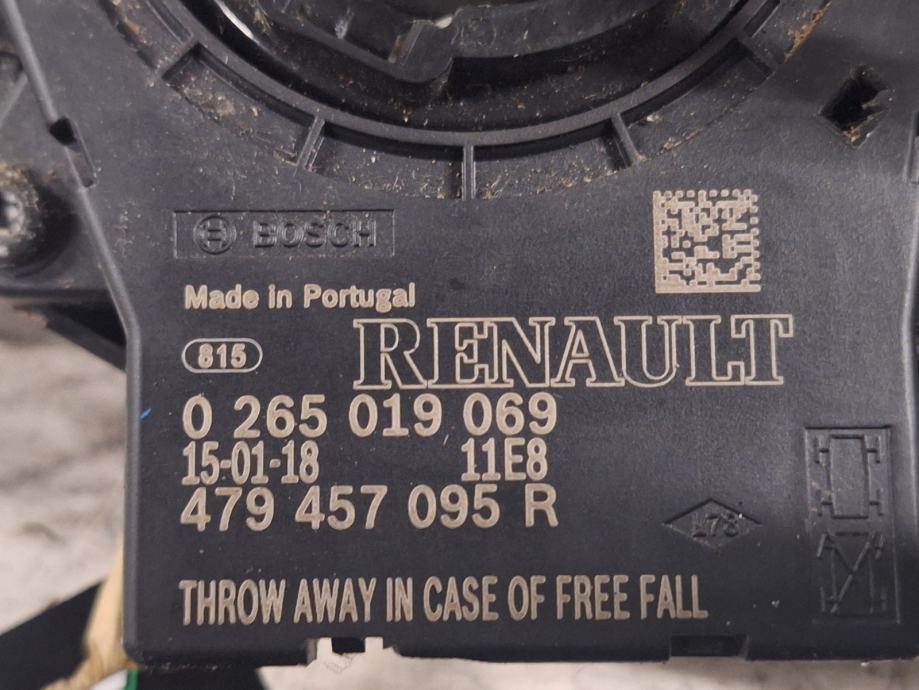 BOSCH
Made in Portugal
815
RENAULT
0 265 019 069
15-01-18 11E8
479 457 095 R
178
THROW AWAY IN CASE OF FREE FALL